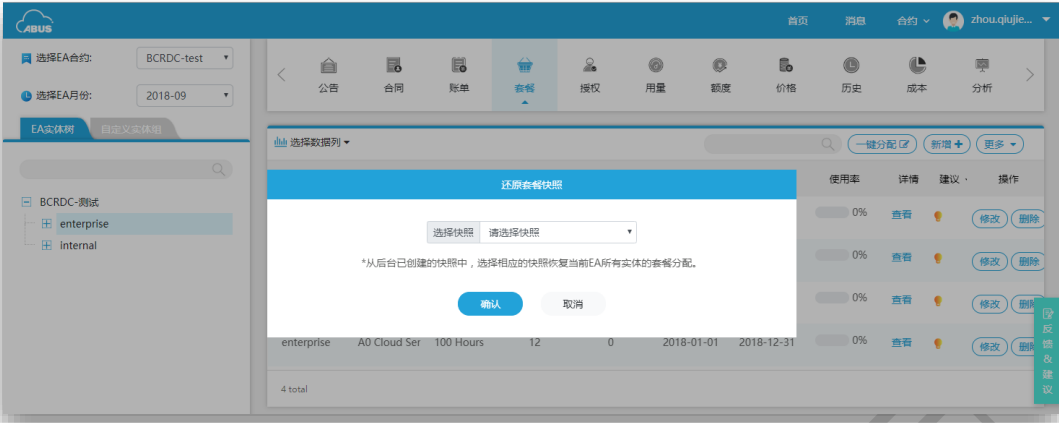 ABUS
首页 消息 合约 zhou.qiujie...
选择EA合约: BCRDC-test
选择EA月份: 2018-09
公告 合同 账单 套餐 授权 用量 额度 价格 历史 成本 分析
EA实体树 自定义实体组
选择数据列 一键分配 新增 更多
还原套餐快照
使用率 详情 建议 操作
BCRDC-测试
enterprise
internal
0% 查看 修改 删除
选择快照 请选择快照
0% 查看 修改 删除
*从后台已创建的快照中，选择相应的快照恢复当前EA所有实体的套餐分配。
确认 取消
0% 查看 修改 删除
enterprise A0 Cloud Ser 100 Hours 12 0 2018-01-01 2018-12-31 0% 查看 修改 删除
4 total
反馈&建议